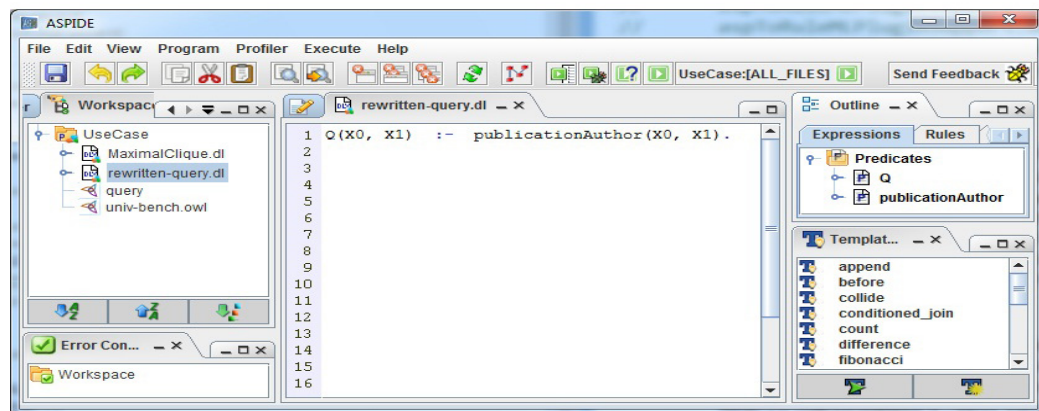 ASPIDE
File Edit View Program Profiler Execute Help
UseCase:[ALL_FILES] Send Feedback
r Workspac
UseCase
MaximalClique.dl
rewritten-query.dl
query
univ-bench.owl
Error Con...
Workspace
rewritten-query.dl
1 Q(X0, X1) :- publicationAuthor(X0, X1).
2
3
4
5
6
7
8
9
10
11
12
13
14
15
16
Outline
Expressions Rules
Predicates
Q
publicationAuthor
Templat...
append
before
collide
conditioned_join
count
difference
fibonacci